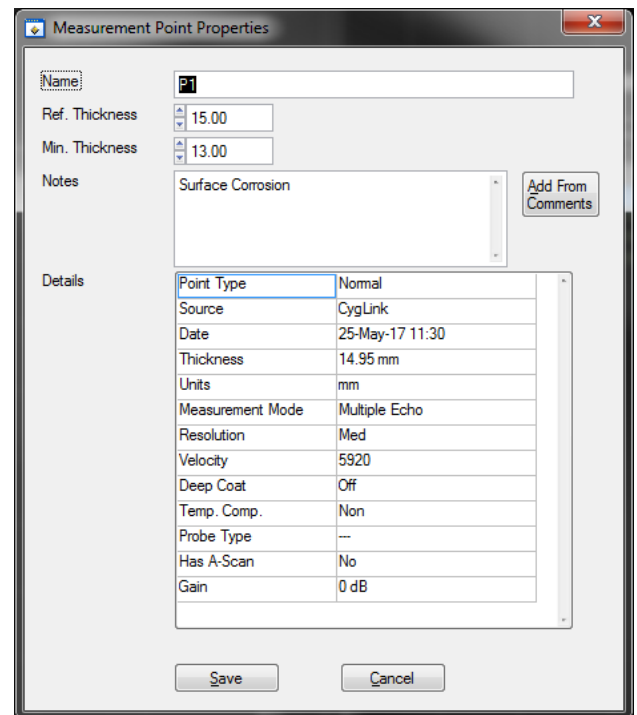 Measurement Point Properties
Name P1
Ref. Thickness 15.00
Min. Thickness 13.00
Notes Surface Corrosion Add From
Comments
Details Point Type Normal
Source CygLink
Date 25-May-17 11:30
Thickness 14.95 mm
Units mm
Measurement Mode Multiple Echo
Resolution Med
Velocity 5920
Deep Coat Off
Temp. Comp. Non
Probe Type ---
Has A-Scan No
Gain 0 dB
Save Cancel